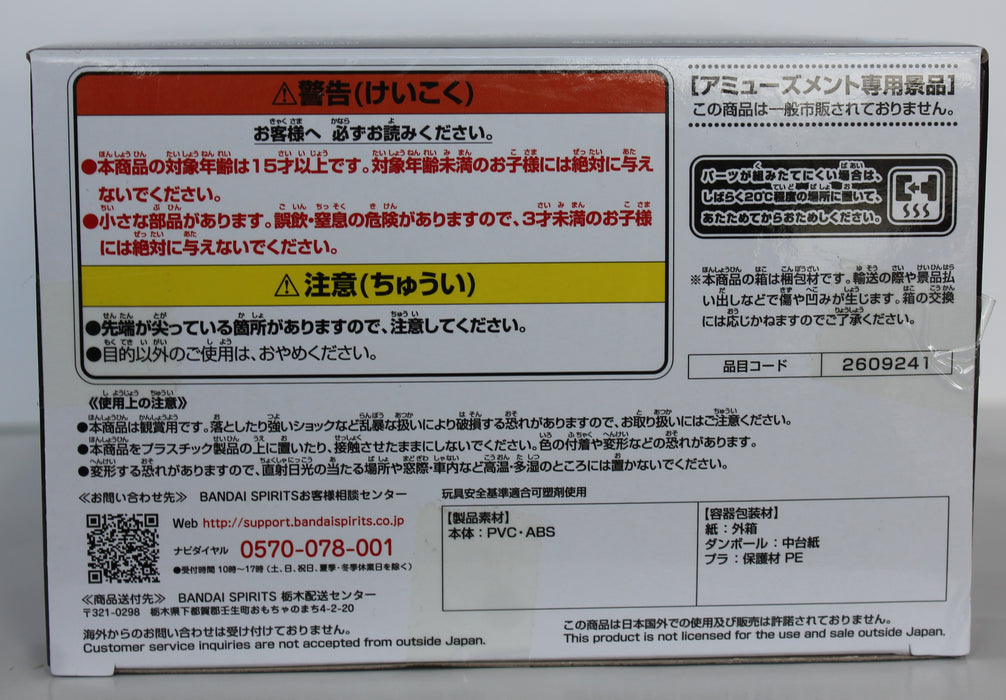 ⚠警告(けいこく)
お客様へ 必ずお読みください。
●本商品の対象年齢は15才以上です。対象年齢未満のお子様には絶対に与え
ないでください。
●小さな部品があります。誤飲・窒息の危険がありますので、3才未満のお子様
には絶対に与えないでください。
⚠注意(ちゅうい)
●先端が尖っている箇所がありますので、注意してください。
●目的以外のご使用は、おやめください。
[アミューズメント専用景品]
この商品は一般市販されておりません。
パーツが組みたてにくい場合は、
しばらく20℃程度の場所に置いて、
あたためてからおためしください。
※本商品の箱は梱包材です。輸送の際や景品払
い出しなどで傷や凹みが生じます。箱の交換
には応じかねますのでご了承ください。
品目コード 2609241
《使用上の注意》
●本商品は観賞用です。落としたり強いショックなど乱暴な扱いにより破損する恐れがありますので、お取り扱いにはご注意ください。
●本商品をプラスチック製品の上に置いたり、接触させたままにしないでください。色の付着や変形などの恐れがあります。
●変形する恐れがありますので、直射日光の当たる場所や窓際・車内など高温・多湿のところには置かないでください。
≪お問い合わせ先≫ BANDAI SPIRITSお客様相談センター
Web http://support.bandaispirits.co.jp
ナビダイヤル 0570-078-001
●受付時間 10時~17時 (土、日、祝日、夏季・冬季休業日を除く)
≪商品送付先≫ BANDAI SPIRITS 栃木配送センター
〒321-0298 栃木県下都賀郡壬生町おもちゃのまち4-2-20
海外からのお問い合わせは受け付けておりません。
Customer service inquiries are not accepted from outside Japan.
玩具安全基準適合可塑剤使用
【製品素材】
本体:PVC・ABS
【容器包装材】
紙:外箱
ダンボール:中台紙
プラ:保護材 PE
この商品は日本国外での使用及び販売は許諾されておりません。
This product is not licensed for the use and sale outside Japan.